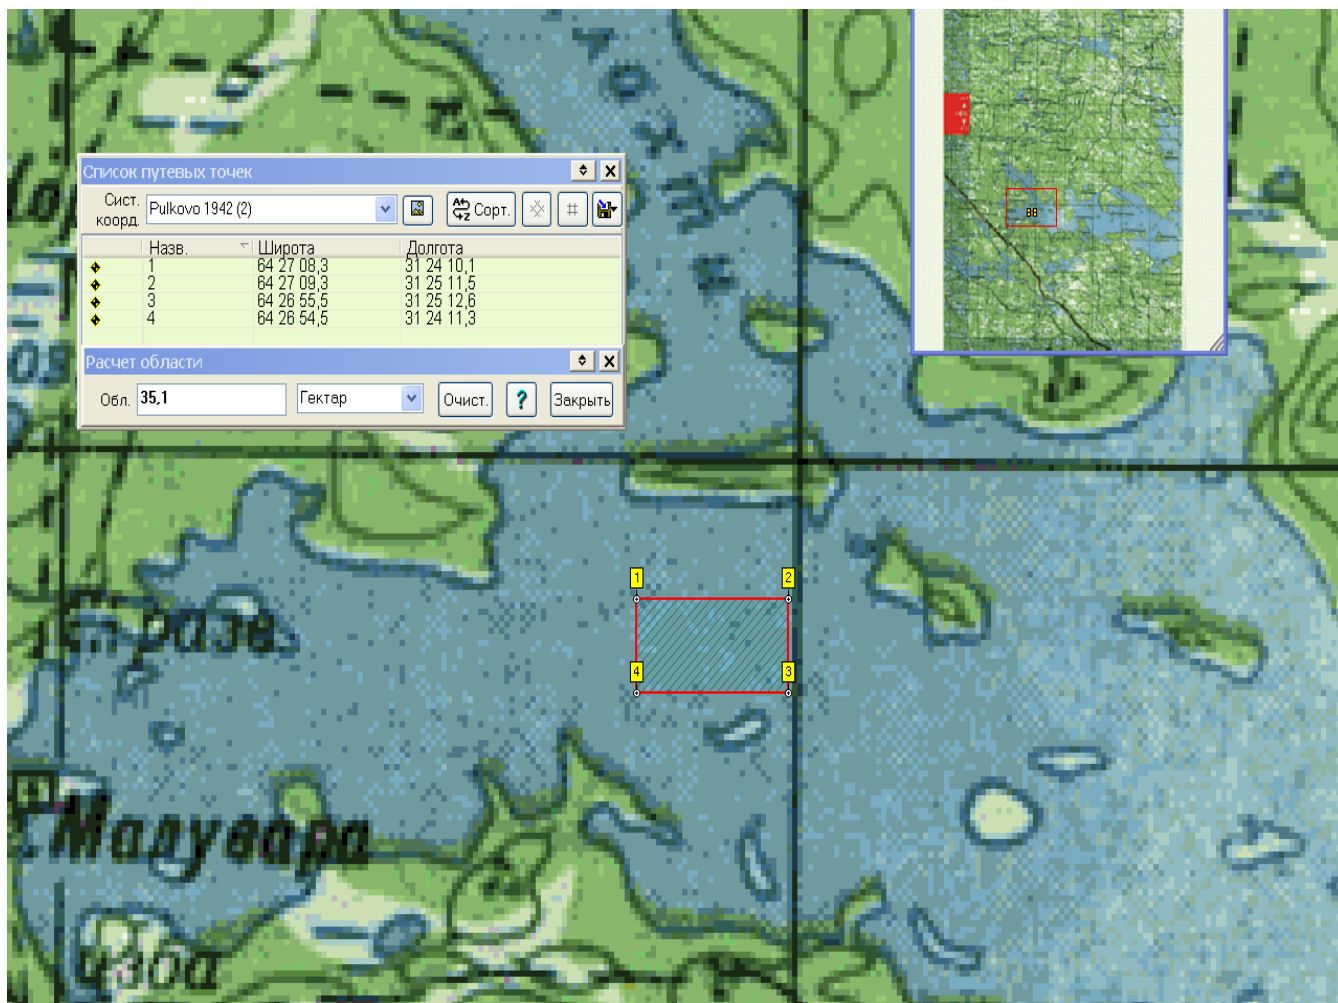 Список путевых точек
Сист. коорд.
Pulkovo 1942 (2)
Сорт.
Назв. Широта Долгота
1 64 27 08,3 31 24 10,1
2 64 27 09,3 31 25 11,5
3 64 26 55,5 31 25 12,6
4 64 26 54,5 31 24 11,3
Расчет области
Обл. 35,1 Гектар Очист. ? Закрыть
1 2
4 3
Малувара